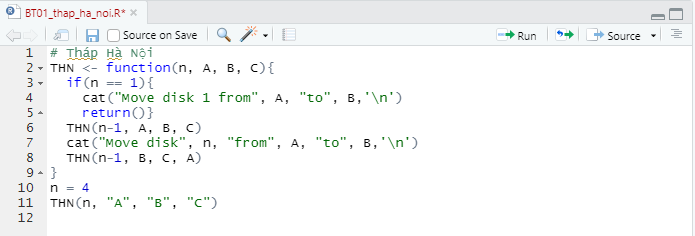 BT01_thap_ha_noi.R*
Source on Save
Run
Source
1 # Tháp Hà Nội
2 THN <- function(n, A, B, C){
3   if(n == 1){
4     cat("Move disk 1 from", A, "to", B,'\n')
5     return()}
6   THN(n-1, A, B, C)
7   cat("Move disk", n, "from", A, "to", B,'\n')
8   THN(n-1, B, C, A)
9 }
10 n = 4
11 THN(n, "A", "B", "C")
12